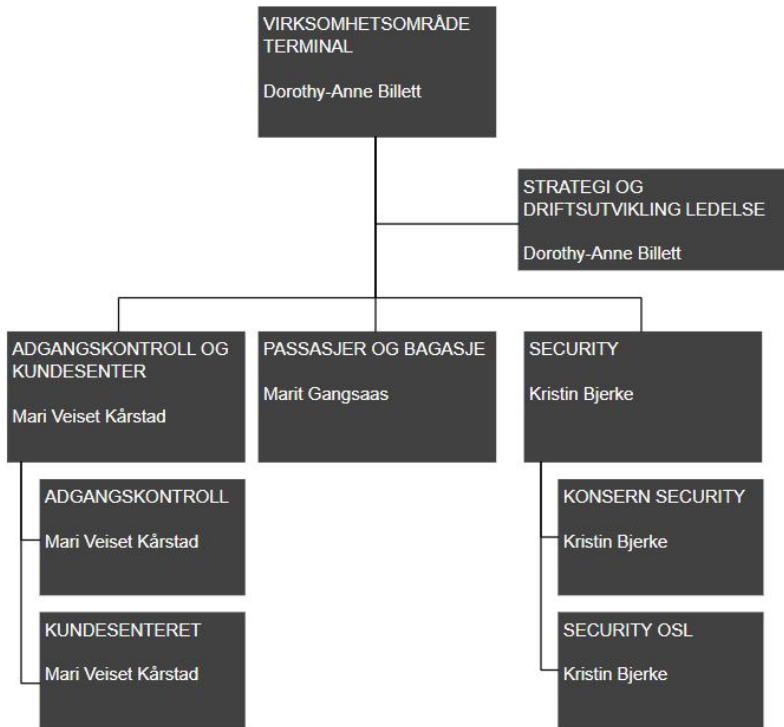 VIRKSOMHETSOMRÅDE
TERMINAL
Dorothy-Anne Billett
STRATEGI OG
DRIFTSUTVIKLING LEDELSE
Dorothy-Anne Billett
ADGANGSKONTROLL OG
KUNDESENTER
Mari Veiset Kårstad
PASSASJER OG BAGASJE
Marit Gangsaas
SECURITY
Kristin Bjerke
ADGANGSKONTROLL
Mari Veiset Kårstad
KONSERN SECURITY
Kristin Bjerke
KUNDESENTERET
Mari Veiset Kårstad
SECURITY OSL
Kristin Bjerke